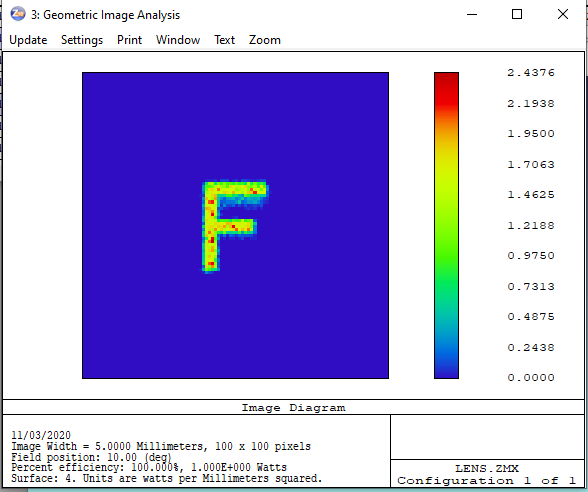 3: Geometric Image Analysis
Update Settings Print Window Text Zoom
2.4376
2.1938
1.9500
1.7063
1.4625
1.2188
0.9750
0.7313
0.4875
0.2438
0.0000
F
Image Diagram
11/03/2020
Image Width = 5.0000 Millimeters, 100 x 100 pixels
Field position: 10.00 (deg)
Percent efficiency: 100.000%, 1.000E+000 Watts
Surface: 4. Units are watts per Millimeters squared.
LENS.ZMX
Configuration 1 of 1